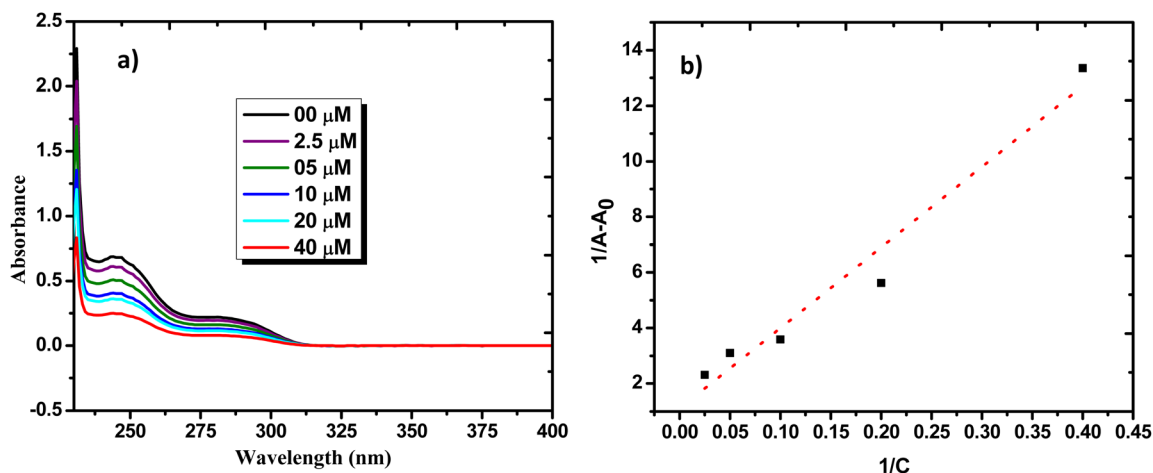 a)
2.5
2.0
1.5
1.0
0.5
0.0
-0.5
Absorbance
00 μM
2.5 μM
05 μM
10 μM
20 μM
40 μM
250
275
300
325
350
375
400
Wavelength (nm)
b)
14
12
10
8
6
4
2
1/A-A0
0.00 0.05 0.10 0.15 0.20 0.25 0.30 0.35 0.40 0.45
1/C